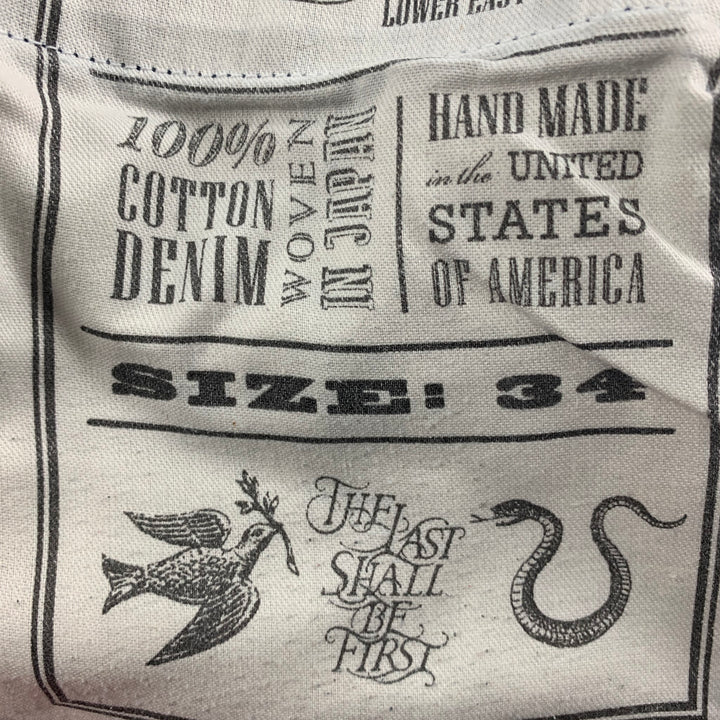 LOWER EAST
100%
COTTON
DENIM
WOVEN
IN JAPAN
HAND MADE
in the UNITED
STATES
OF AMERICA
SIZE: 34
THE LAST
SHALL
BE
FIRST